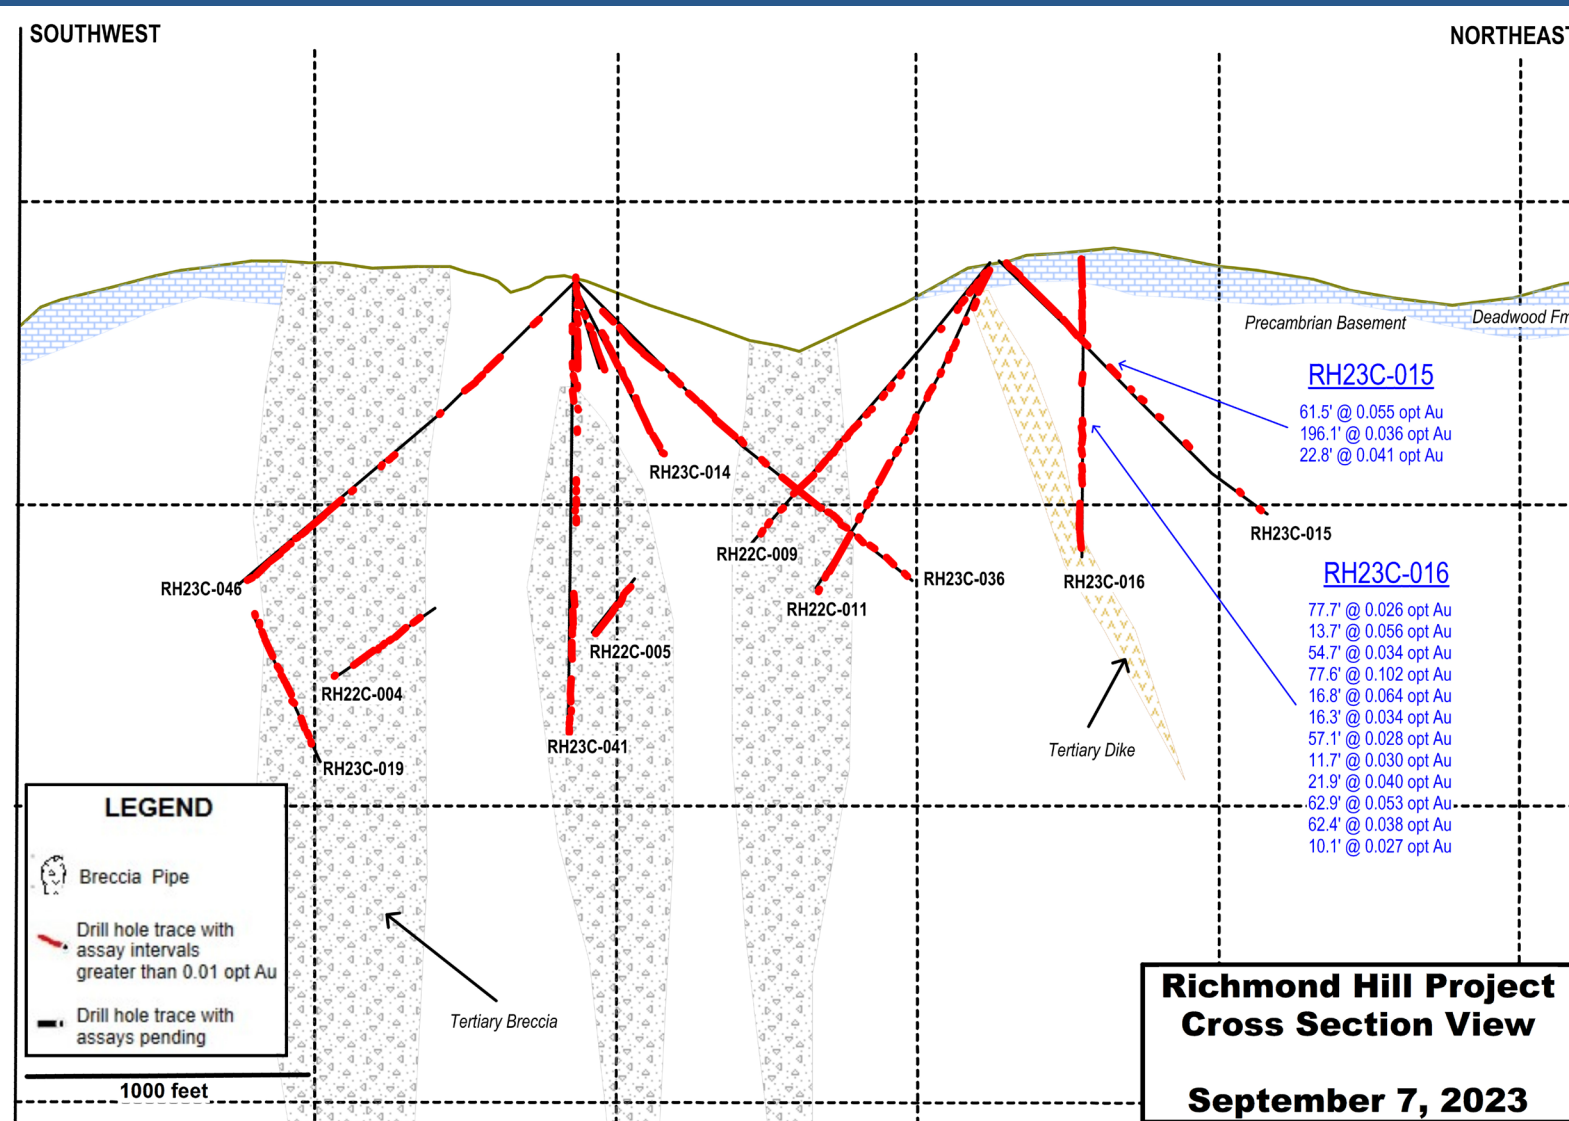 SOUTHWEST
NORTHEAST
Precambrian Basement
Deadwood Fm
RH23C-015
61.5' @ 0.055 opt Au
196.1' @ 0.036 opt Au
22.8' @ 0.041 opt Au
RH23C-014
RH23C-015
RH22C-009
RH23C-036
RH23C-016
RH23C-046
RH22C-011
RH23C-016
77.7' @ 0.026 opt Au
13.7' @ 0.056 opt Au
54.7' @ 0.034 opt Au
77.6' @ 0.102 opt Au
16.8' @ 0.064 opt Au
16.3' @ 0.034 opt Au
57.1' @ 0.028 opt Au
11.7' @ 0.030 opt Au
21.9' @ 0.040 opt Au
62.9' @ 0.053 opt Au
62.4' @ 0.038 opt Au
10.1' @ 0.027 opt Au
RH22C-005
RH22C-004
RH23C-041
Tertiary Dike
RH23C-019
LEGEND
Breccia Pipe
Drill hole trace with
assay intervals
greater than 0.01 opt Au
Drill hole trace with
assays pending
Tertiary Breccia
1000 feet
Richmond Hill Project
Cross Section View
September 7, 2023